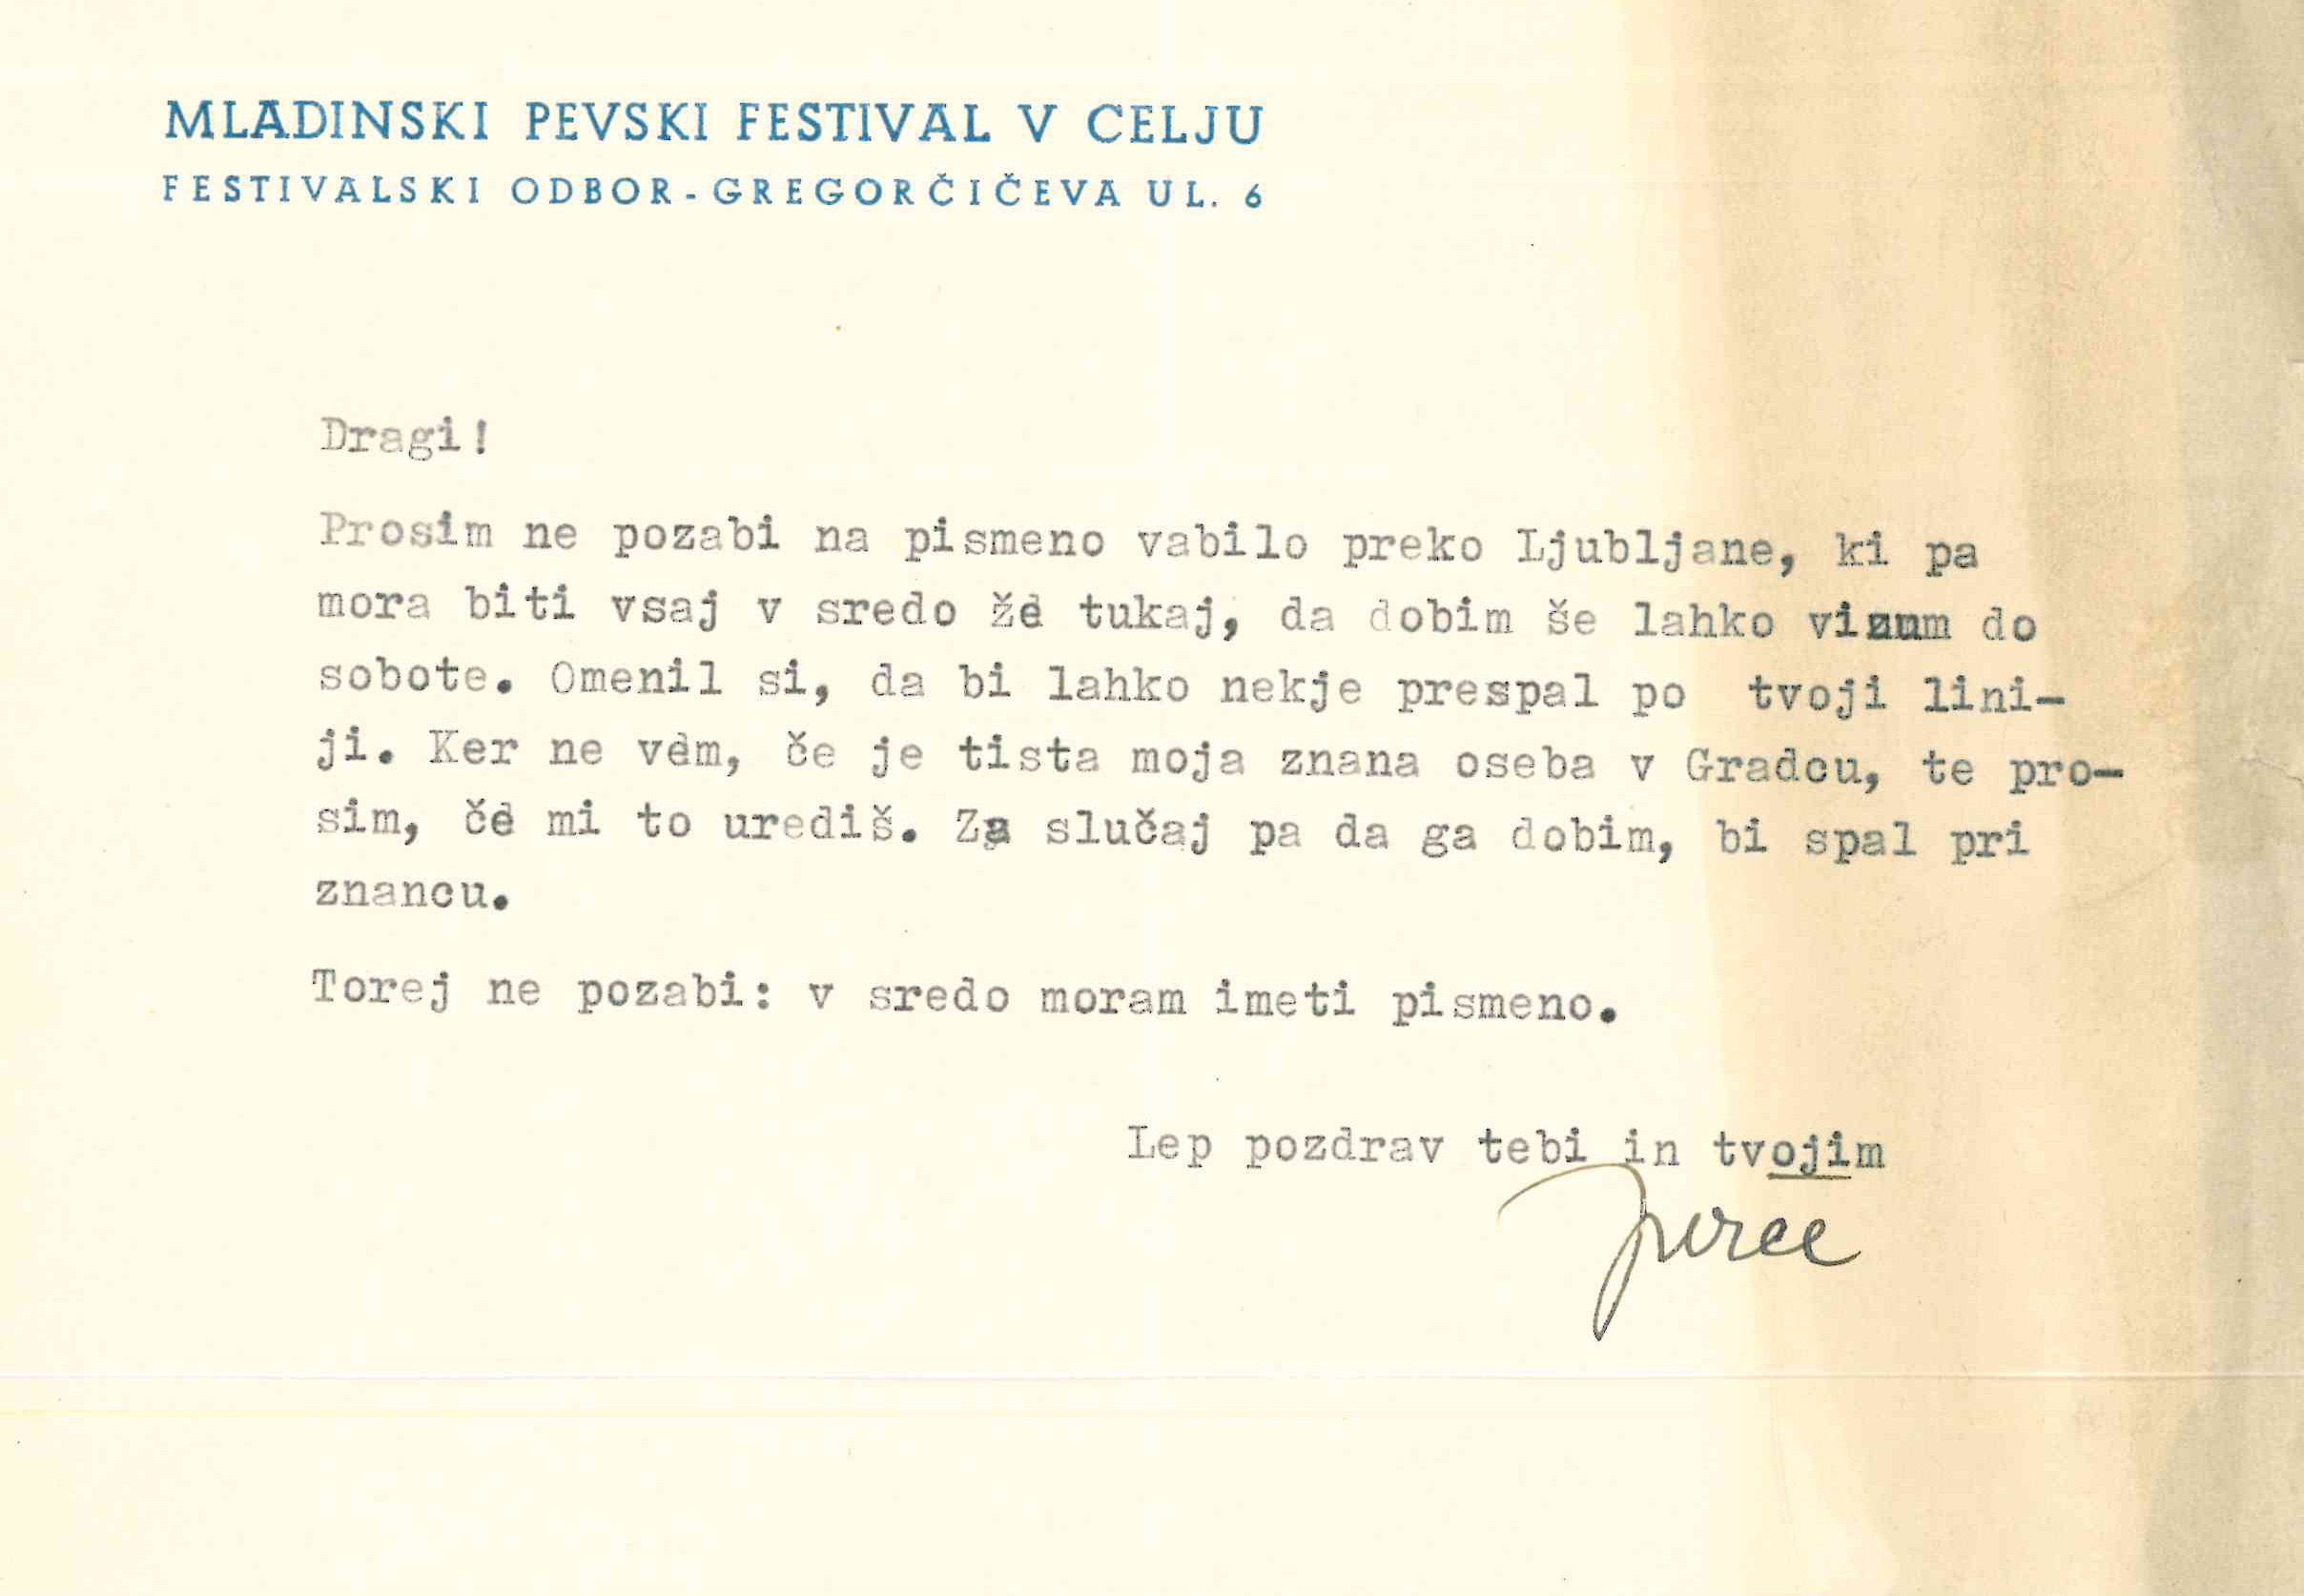 MLADINSKI PEVSKI FESTIVAL V CELJU
FESTIVALSKI ODBOR-GREGORČIČEVA UL. 6
Dragi!
Prosim ne pozabi na pismeno vabilo preko Ljubljane, ki pa
mora biti vsaj v sredo že tukaj, da dobim še lahko vizum do
sobote. Omenil si, da bi lahko nekje prespal po tvoji lini-
ji. Ker ne vem, če je tista moja znana oseba v Gradcu, te pro-
sim, če mi to urediš. Za slučaj pa da ga dobim, bi spal pri
znancu.
Torej ne pozabi: v sredo moram imeti pismeno.
Lep pozdrav tebi in tvojim